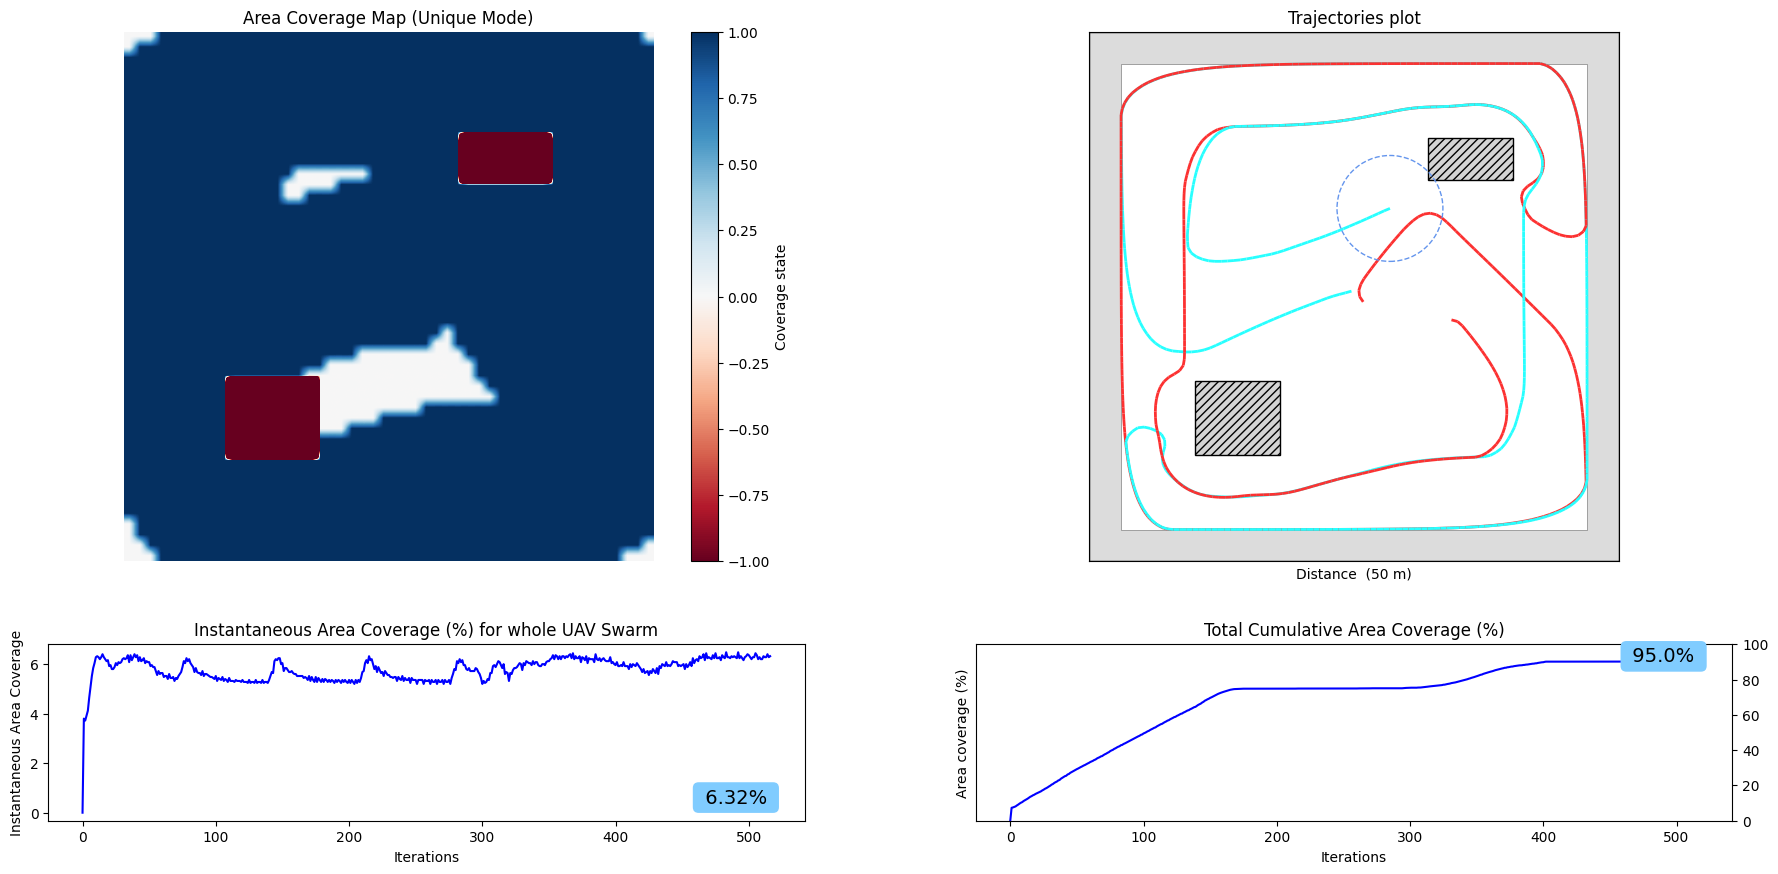 Area Coverage Map (Unique Mode)
1.00
0.75
0.50
0.25
0.00
−0.25
−0.50
−0.75
−1.00
Coverage state
Trajectories plot
Distance  (50 m)
Instantaneous Area Coverage (%) for whole UAV Swarm
Instantaneous Area Coverage
6
4
2
0
6.32%
0 100 200 300 400 500
Iterations
Total Cumulative Area Coverage (%)
Area coverage (%)
95.0%
100
80
60
40
20
0
0 100 200 300 400 500
Iterations